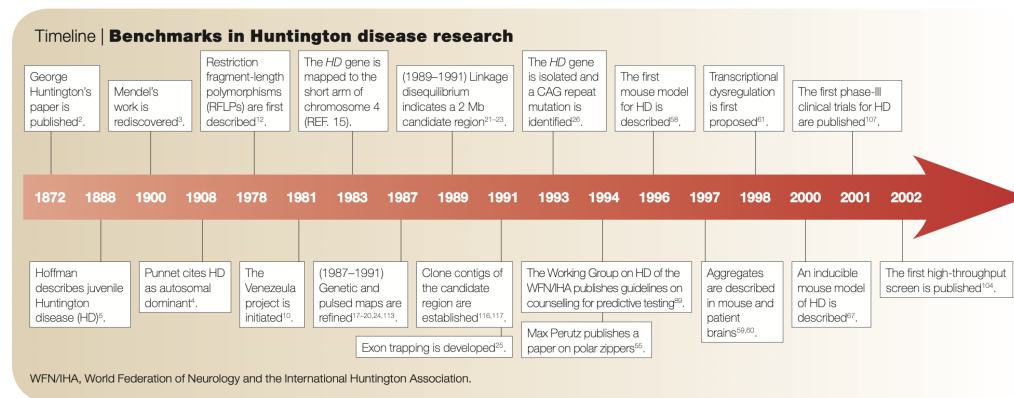 Timeline | Benchmarks in Huntington disease research
George
Huntington's
paper is
published2.
Mendel's
work is
rediscovered3.
Restriction
fragment-length
polymorphisms
(RFLPs) are first
described12.
The HD gene is
mapped to the
short arm of
chromosome 4
(REF. 15).
(1989–1991) Linkage
disequilibrium
indicates a 2 Mb
candidate region21–23.
The HD gene
is isolated and
a CAG repeat
mutation is
identified26.
The first
mouse model
for HD is
described58.
Transcriptional
dysregulation
is first
proposed61.
The first phase-III
clinical trials for HD
are published107.
1872 1888 1900 1908 1978 1981 1983 1987 1989 1991 1993 1994 1996 1997 1998 2000 2001 2002
Hoffman
describes juvenile
Huntington
disease (HD)5.
Punnet cites HD
as autosomal
dominant4.
The
Venezeula
project is
initiated10.
(1987–1991)
Genetic and
pulsed maps are
refined17–20,24,113.
Clone contigs of
the candidate
region are
established116,117.
Exon trapping is developed25.
The Working Group on HD of the
WFN/IHA publishes guidelines on
counselling for predictive testing89.
Max Perutz publishes a
paper on polar zippers55.
Aggregates
are described
in mouse and
patient
brains59,60.
An inducible
mouse model
of HD is
described67.
The first high-throughput
screen is published104.
WFN/IHA, World Federation of Neurology and the International Huntington Association.